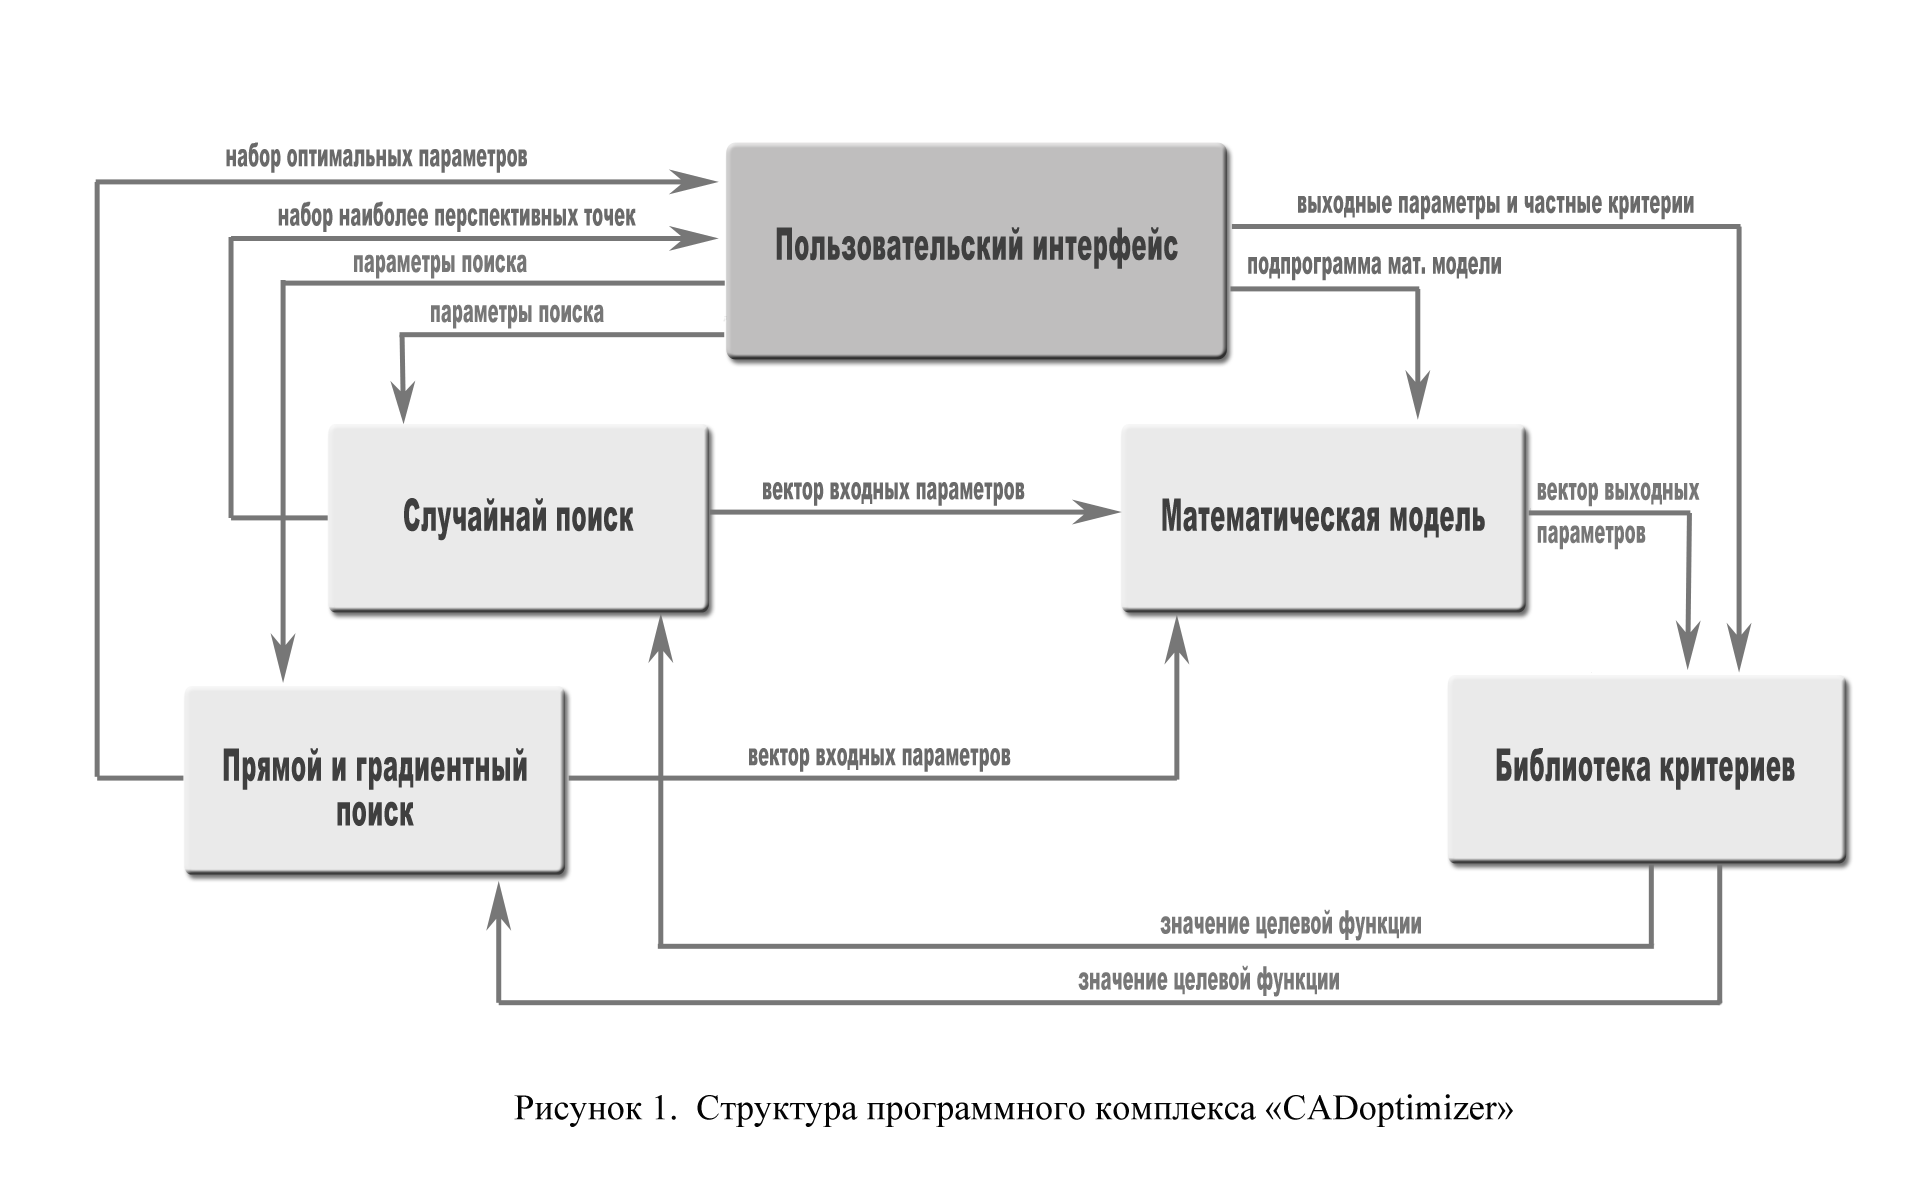 набор оптимальных параметров
набор наиболее перспективных точек
параметры поиска
параметры поиска
Пользовательский интерфейс
выходные параметры и частные критерии
подпрограмма мат. модели
Случайнай поиск
вектор входных параметров
Математическая модель
вектор выходных
параметров
Прямой и градиентный
поиск
вектор входных параметров
Библиотека критериев
значение целевой функции
значение целевой функции
Рисунок 1. Структура программного комплекса «CADoptimizer»